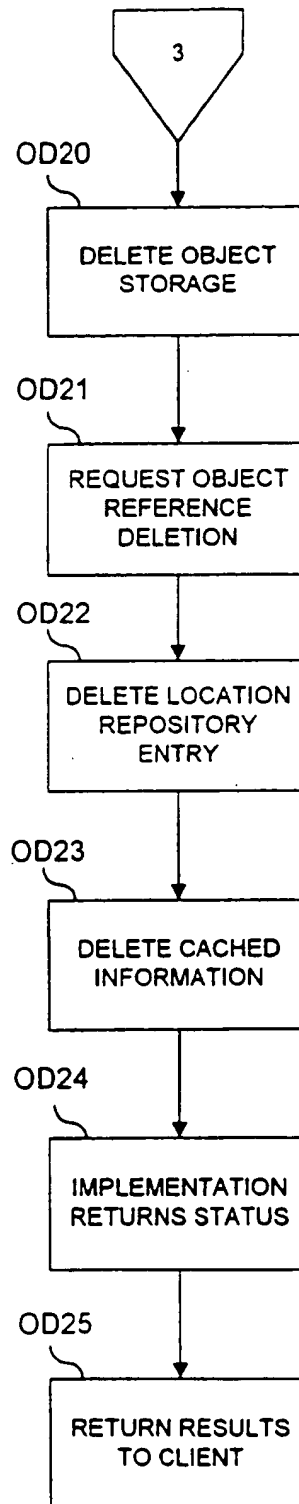 3
OD20
DELETE OBJECT
STORAGE
OD21
REQUEST OBJECT
REFERENCE
DELETION
OD22
DELETE LOCATION
REPOSITORY
ENTRY
OD23
DELETE CACHED
INFORMATION
OD24
IMPLEMENTATION
RETURNS STATUS
OD25
RETURN RESULTS
TO CLIENT